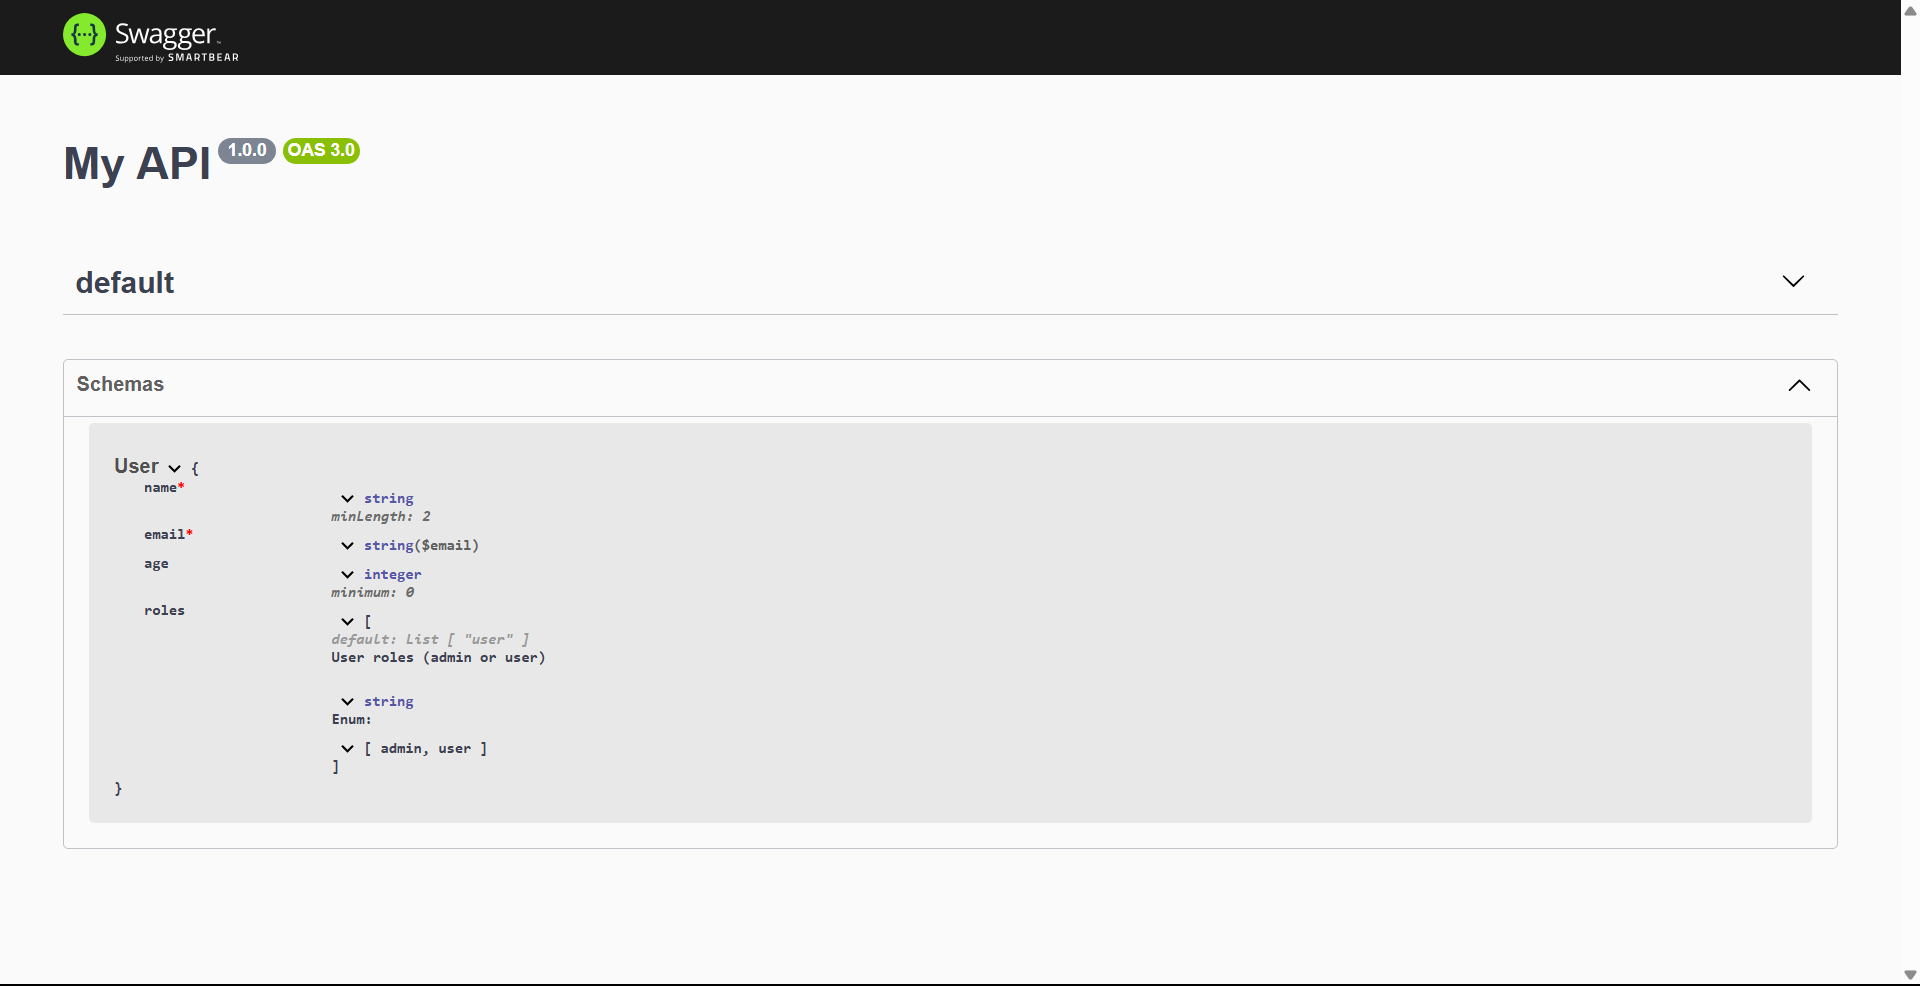 {···} Swagger™
Supported by SMARTBEAR
My API 1.0.0 OAS 3.0
default
Schemas
User {
name*
string
minLength: 2
email*
string($email)
age
integer
minimum: 0
roles
[
default: List [ "user" ]
User roles (admin or user)
string
Enum:
[ admin, user ]
]
}